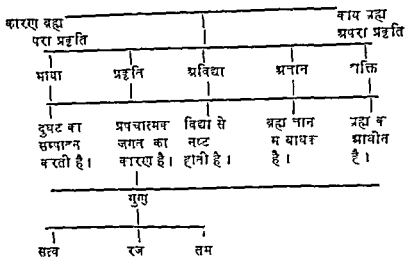 कारण ब्रह्म काय ब्रह्म
परा प्रकृति अपरा प्रकृति
माया प्रकृति अविद्या अज्ञान शक्ति
दुघट का प्रपचात्मक विद्या से ब्रह्म ज्ञान ब्रह्म क
सम्पादन जगत का नष्ट म बाधक आधीन
करती है। कारण है। होती है। है। है।
गुण
सत्व रज तम